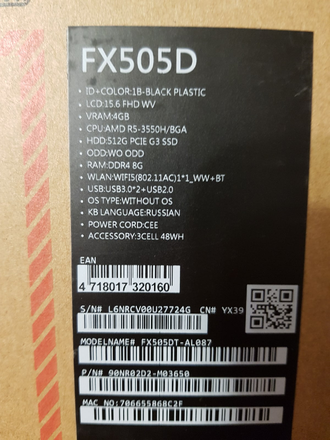 FX505D
• ID+COLOR:1B-BLACK PLASTIC
• LCD:15.6 FHD WV
• VRAM:4GB
• CPU:AMD R5-3550H/BGA
• HDD:512G PCIE G3 SSD
• ODD:WO ODD
• RAM:DDR4 8G
• WLAN:WIFI5(802.11AC)1*1_WW+BT
• USB:USB3.0*2+USB2.0
• OS TYPE:WITHOUT OS
• KB LANGUAGE:RUSSIAN
• POWER CORD:CEE
• ACCESSORY:3CELL 48WH
EAN
4 718017 320160
S/N# L6NRCV00U27724G CN# YX39
MODELNAME# FX505DT-AL087
P/N# 90NR02D2-M03650
MAC NO:706655868C2F